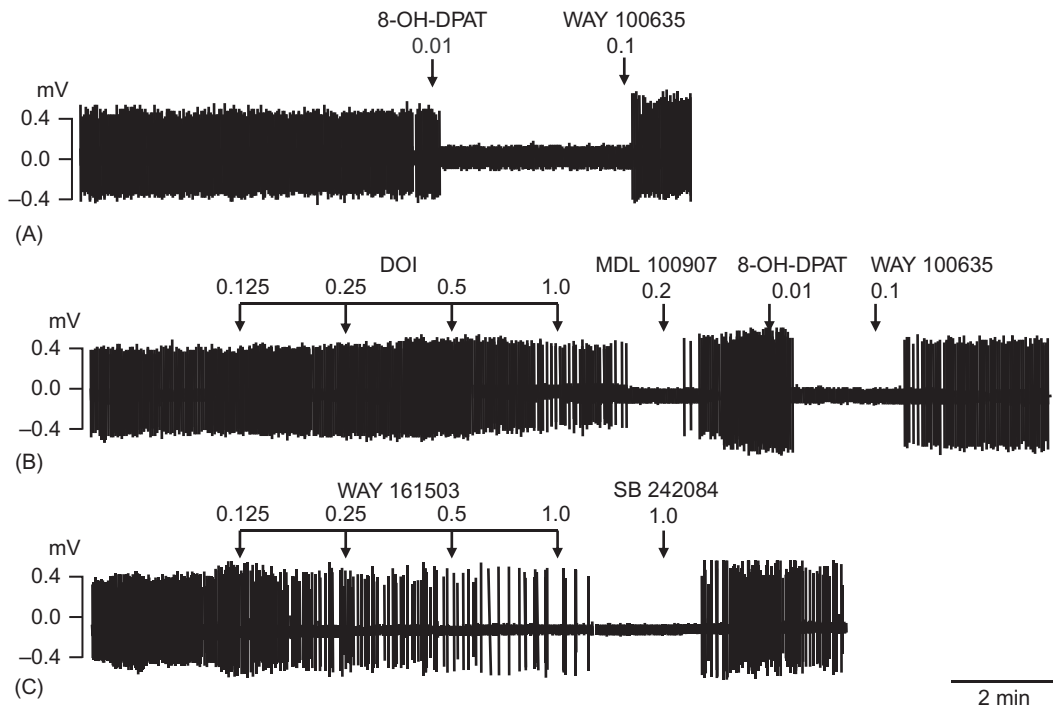 8-OH-DPAT WAY 100635
0.01 0.1
mV
0.4
0.0
–0.4
(A)
DOI MDL 100907 8-OH-DPAT WAY 100635
0.125 0.25 0.5 1.0 0.2 0.01 0.1
mV
0.4
0.0
–0.4
(B)
WAY 161503 SB 242084
0.125 0.25 0.5 1.0 1.0
mV
0.4
0.0
–0.4
(C)
2 min